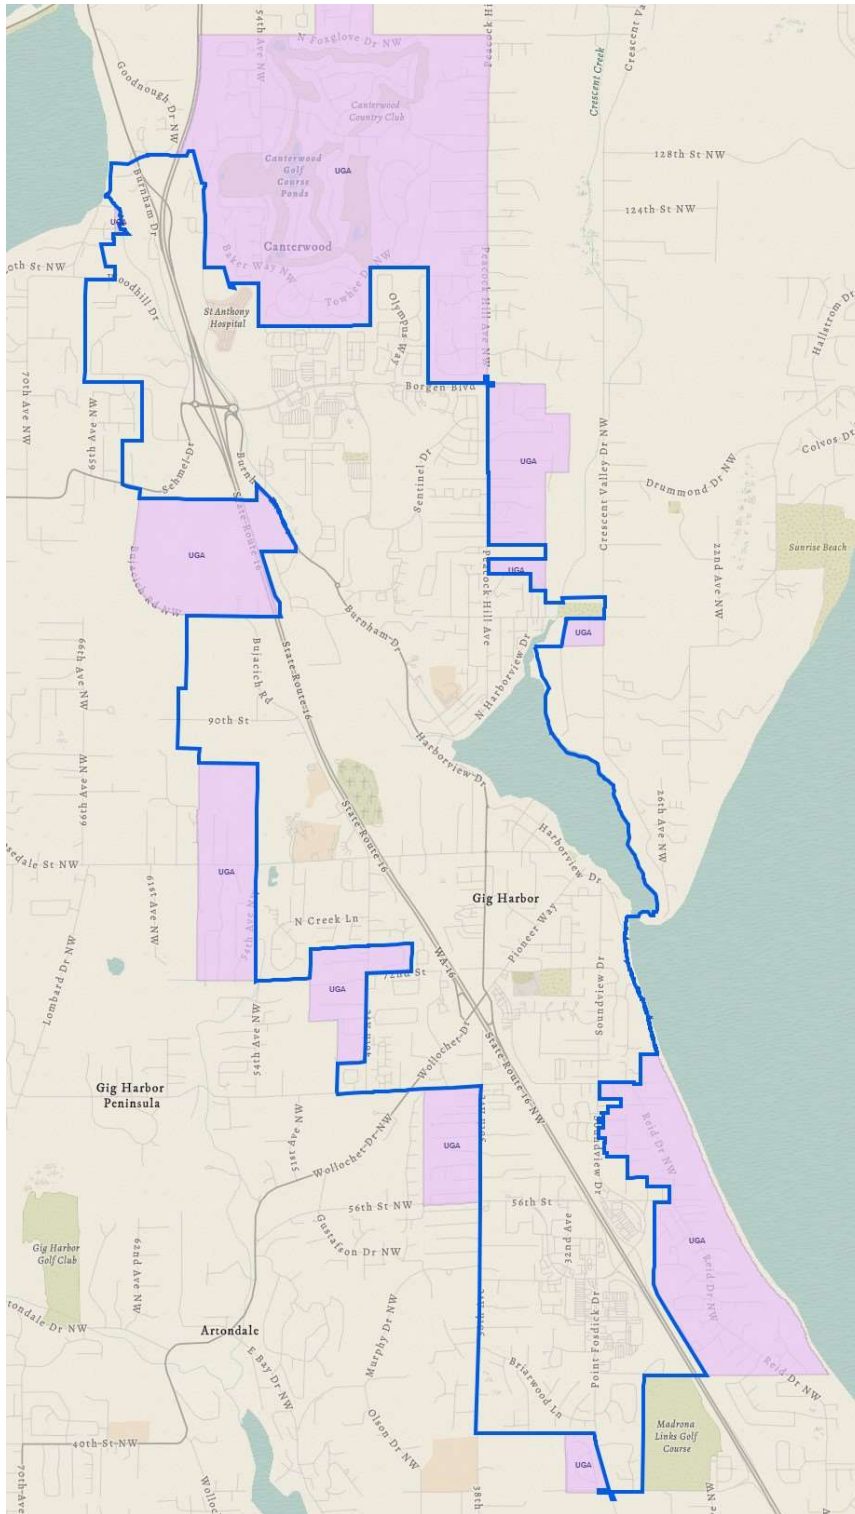 54th Ave NW
N Foxglove Dr NW
Peacock Hi
Crescent Creek
Crescent Va
Goodnough Dr NW
Canterwood
Country Club
128th St NW
Canterwood
Golf
Course
Ponds
UGA
Burnham Dr
124th St NW
UGA
Canterwood
Baker Way NW
Towhee Dr NW
Peacock Hill Ave NW
0th St NW
Woodhill Dr
St Anthony
Hospital
Olympus
Way
Hallstrom Dr
Borgen Blvd
70th Ave NW
65th Ave NW
Sehmel Dr
Burnh
Sentinel Dr
UGA
Crescent Valley Dr NW
Colvos Dr
Drummond Dr NW
State Route 16
UGA
Bujacich Rd NW
22nd Ave NW
Sunrise Beach
UGA
Peacock Hill Ave
Burnham Dr
UGA
69th Ave NW
Bujacich Rd
State Route 16
N Harborview Dr
90th St
Harborview Dr
69th Ave NW
State Route 16
26th Ave NW
Harborview Dr
sedale St NW
UGA
61st Ave NW
Gig Harbor
N Creek Ln
Pioneer Way
Lombard Dr NW
72nd St
WA-16
Soundview Dr
UGA
54th Ave NW
Wollochet Dr
State Route 16 NW
Gig Harbor
Peninsula
51st Ave NW
Wollochet Dr NW
UGA
Reid Dr NW
Soundview Dr
56th St NW
56th St
Gustafson Dr NW
32nd Ave
UGA
Reid Dr NW
Gig Harbor
Golf Club
62nd Ave NW
Point Fosdick Dr
rtondale Dr NW
Artondale
E Bay Dr NW
Murphy Dr NW
Briarwood Ln
Reid Dr NW
Olson Dr NW
Madrona
Links Golf
Course
40th St NW
UGA
70th Ave
Wolloc
38th
NW